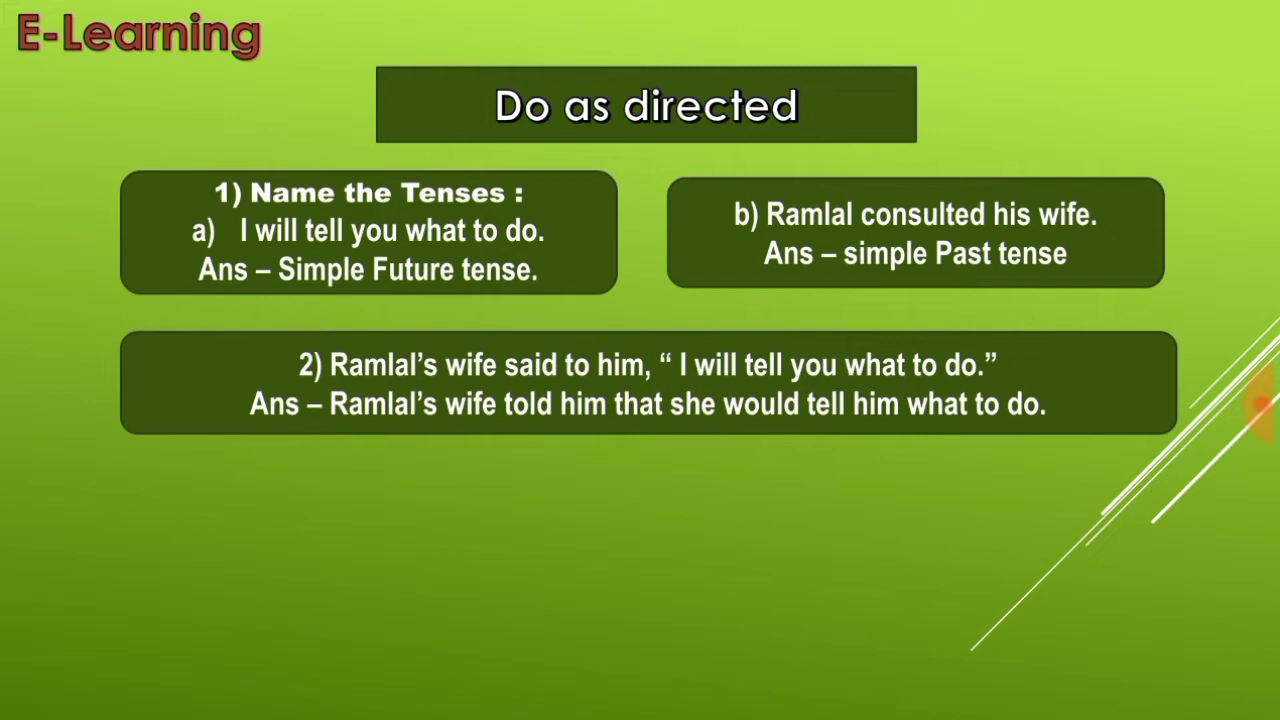 E-Learning
Do as directed
1) Name the Tenses :
a) I will tell you what to do.
Ans – Simple Future tense.
b) Ramlal consulted his wife.
Ans – simple Past tense
2) Ramlal’s wife said to him, “ I will tell you what to do.”
Ans – Ramlal’s wife told him that she would tell him what to do.